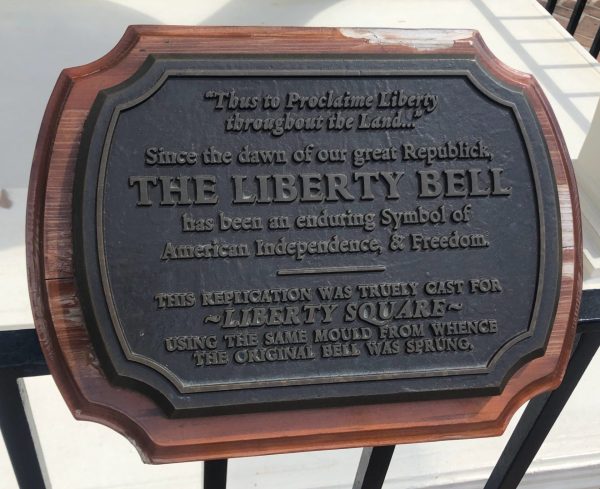 "Thus to Proclaime Liberty
throughout the Land..."
Since the dawn of our great Republick,
THE LIBERTY BELL
has been an enduring Symbol of
American Independence, & Freedom.
THIS REPLICATION WAS TRUELY CAST FOR
~LIBERTY SQUARE~
USING THE SAME MOULD FROM WHENCE
THE ORIGINAL BELL WAS SPRUNG.